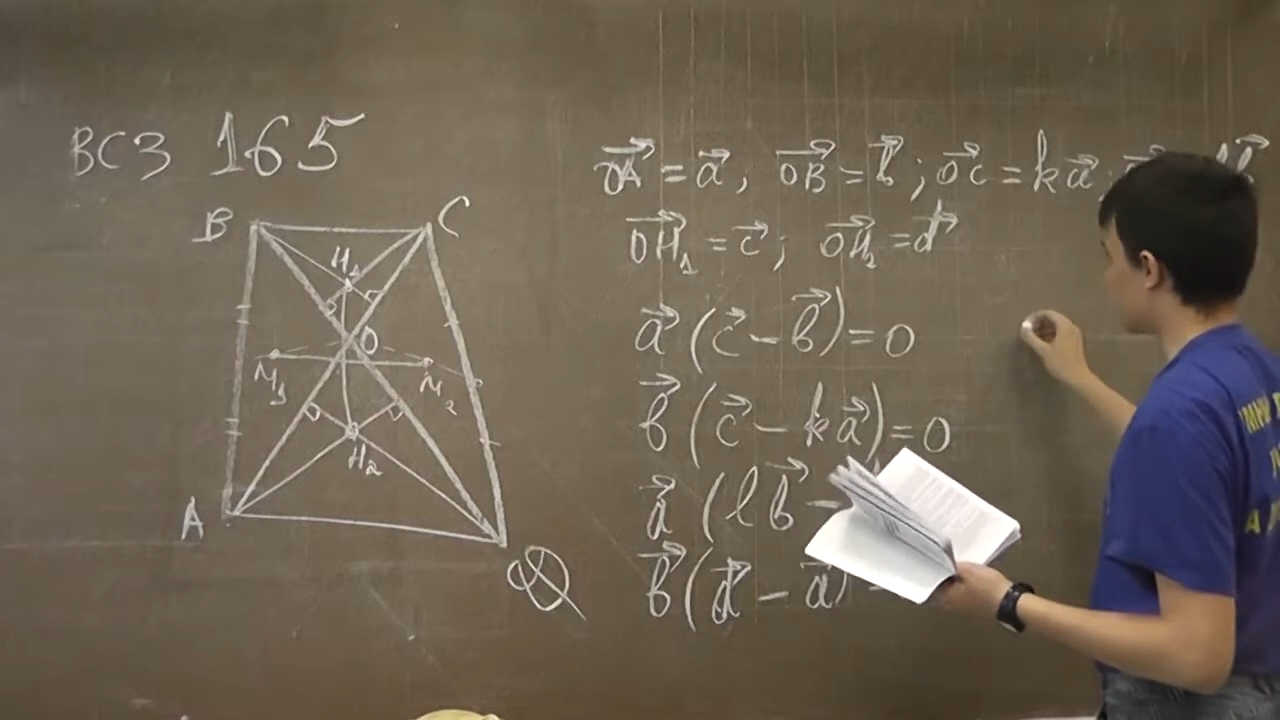 ВСЗ 165
B
C
H₁
O
M₁
M₂
H₂
A
D
OA⃗ = a⃗, OB⃗ = b⃗; OC⃗ = ka⃗;
OH₁⃗ = c⃗; OH₂⃗ = d⃗
a⃗ (c⃗ – b⃗) = 0
b⃗ (c⃗ – ka⃗) = 0
a⃗ (lb⃗ –
b⃗ (d⃗ – a⃗)